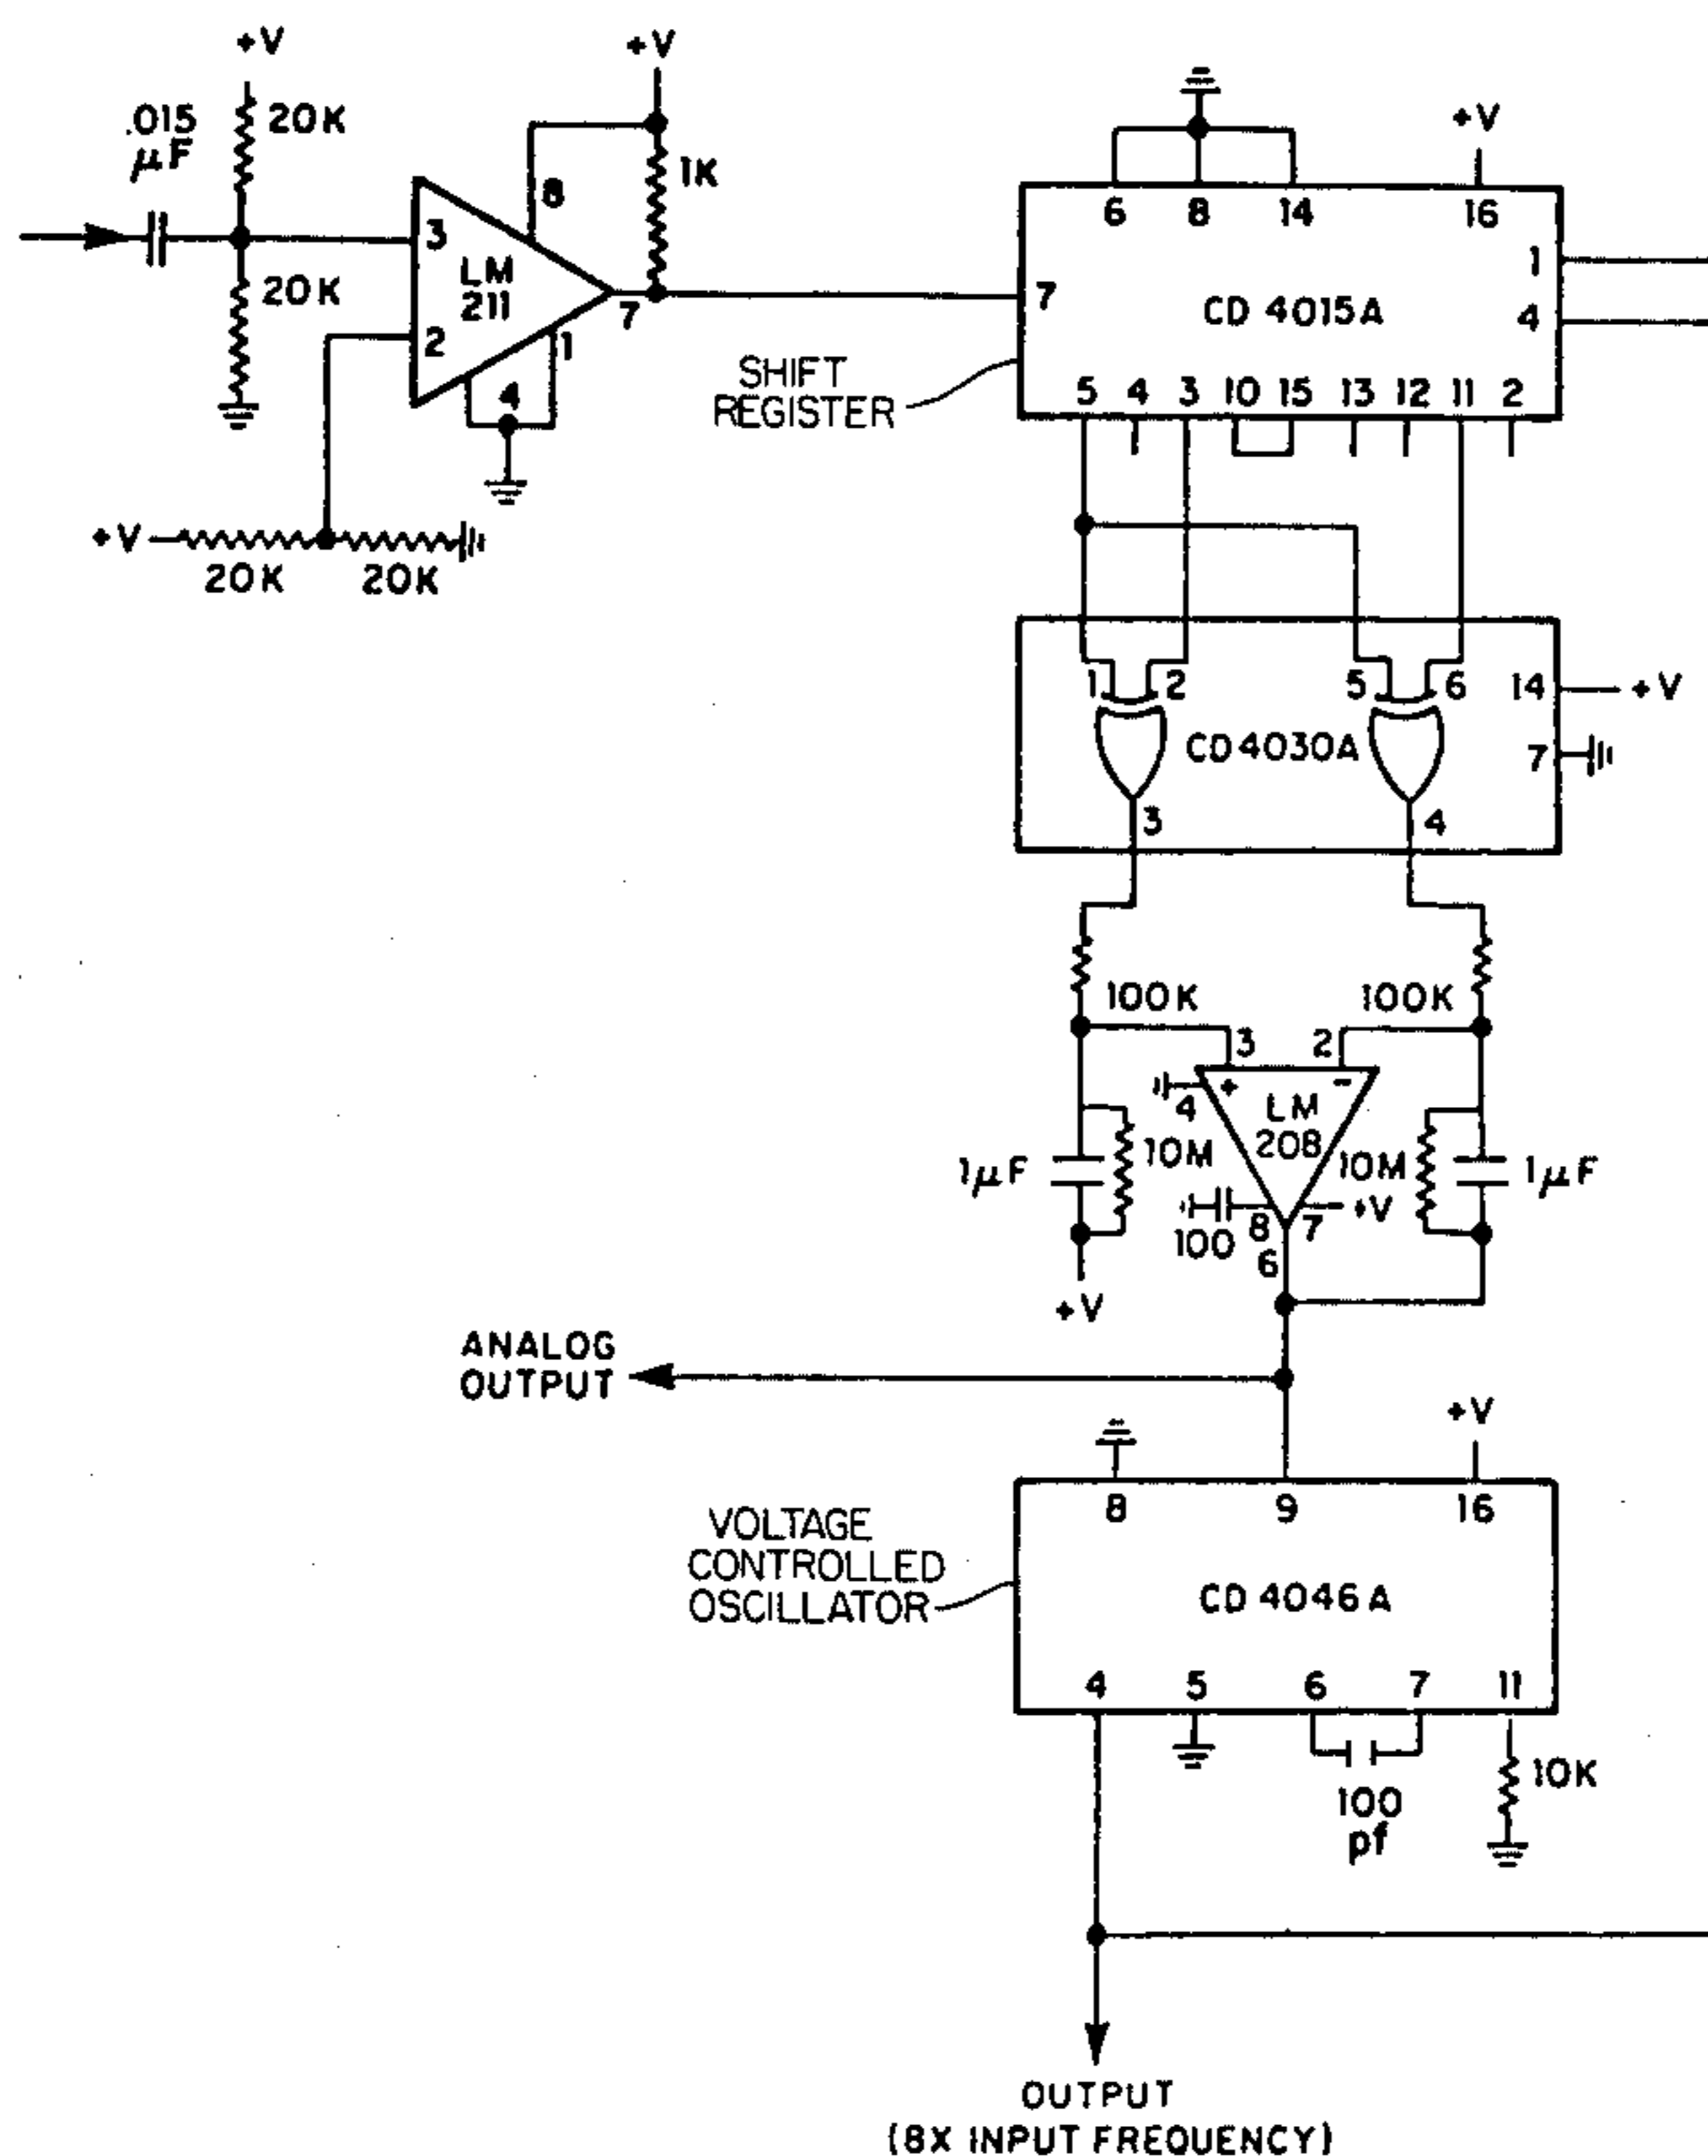 +V
+V
.015
μF
20K
1K
+V
8
3
LM
211
20K
7
2
1
4
+V
20K
20K
6 8 14 16
1
7
CD 4015A
4
SHIFT
REGISTER
5 4 3 10 15 13 12 11 2
1 2
5 6
14
+V
CD4030A
7
3
4
100K
100K
3 2
+ -
4
LM
208
1μF
10M
10M
1μF
100
8 7
+V
6
+V
ANALOG
OUTPUT
+V
8 9 16
VOLTAGE
CONTROLLED
OSCILLATOR
CD 4046A
4 5 6 7 11
100
pf
10K
OUTPUT
(8X INPUT FREQUENCY)